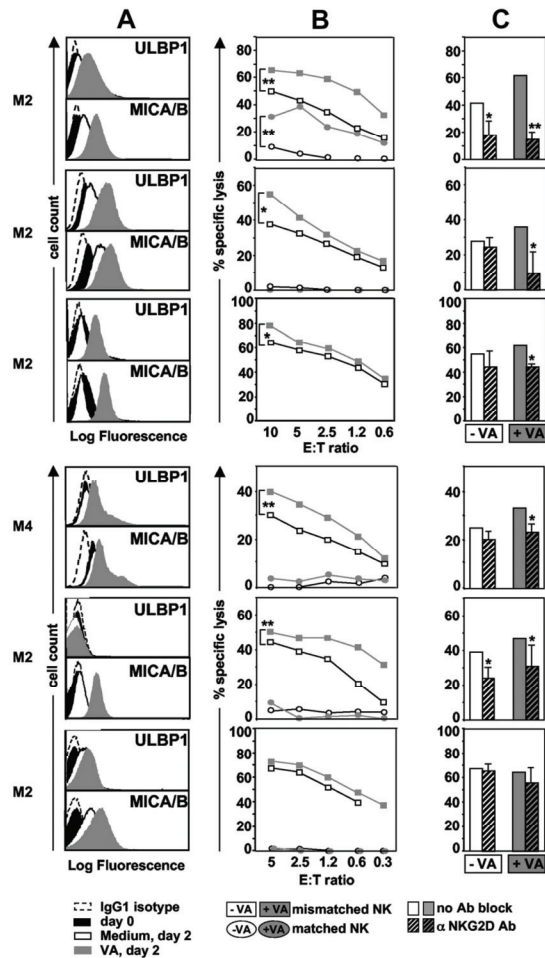 A B C
M2
cell count
ULBP1
MICA/B
% specific lysis
80
60
40
20
0
**
**
80
60
40
20
0
*
**
M2
ULBP1
MICA/B
60
40
20
0
*
60
40
20
0
*
M2
ULBP1
MICA/B
Log Fluorescence
100
80
60
40
20
0
*
10 5 2.5 1.2 0.6
E:T ratio
100
80
60
40
20
0
*
- VA + VA
M4
cell count
ULBP1
MICA/B
% specific lysis
40
20
0
**
40
20
0
*
M2
ULBP1
MICA/B
60
40
20
0
**
60
40
20
0
*
*
M2
ULBP1
MICA/B
Log Fluorescence
100
80
60
40
20
0
5 2.5 1.2 0.6 0.3
E:T ratio
100
80
60
40
20
0
- VA + VA
IgG1 isotype
day 0
Medium, day 2
VA, day 2
- VA + VA mismatched NK
-VA +VA matched NK
no Ab block
α NKG2D Ab